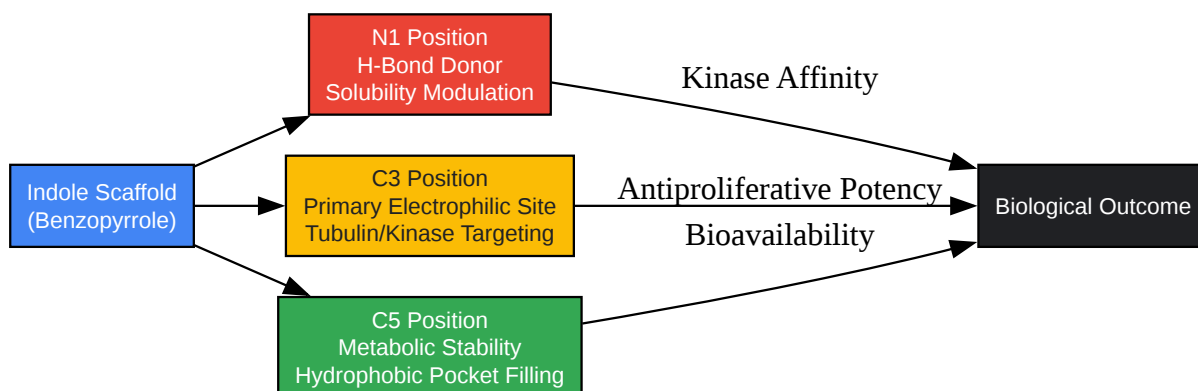 Indole Scaffold
(Benzopyrrole)
N1 Position
H-Bond Donor
Solubility Modulation
C3 Position
Primary Electrophilic Site
Tubulin/Kinase Targeting
C5 Position
Metabolic Stability
Hydrophobic Pocket Filling
Kinase Affinity
Antiproliferative Potency
Bioavailability
Biological Outcome